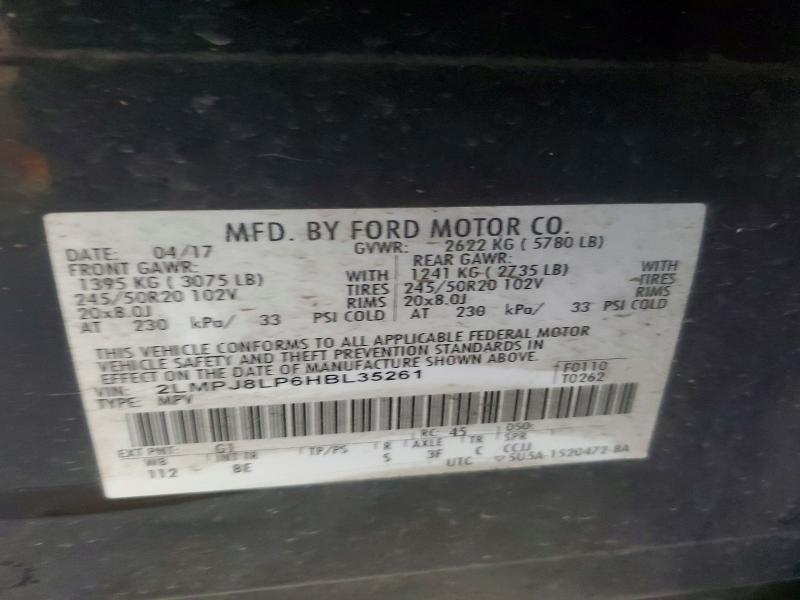 MFD. BY FORD MOTOR CO.
DATE: 04/17 GVWR: 2622 KG ( 5780 LB)
FRONT GAWR: REAR GAWR:
1395 KG ( 3075 LB) WITH 1241 KG ( 2735 LB) WITH
245/50R20 102V TIRES 245/50R20 102V TIRES
20x8.0J RIMS 20x8.0J RIMS
AT 230 kPa/ 33 PSI COLD AT 230 kPa/ 33 PSI COLD
THIS VEHICLE CONFORMS TO ALL APPLICABLE FEDERAL MOTOR
VEHICLE SAFETY AND THEFT PREVENTION STANDARDS IN
EFFECT ON THE DATE OF MANUFACTURE SHOWN ABOVE.
VIN: 2LMPJ8LP6HBL35261 F0110
TYPE: MPV T0262
EXT PNT: G1 RC: 45 DSO:
WB INT TR TP/PS R AXLE TR SPR
112 8E S 3F C CCIJ
UTC ▽5U5A-1520472-BA